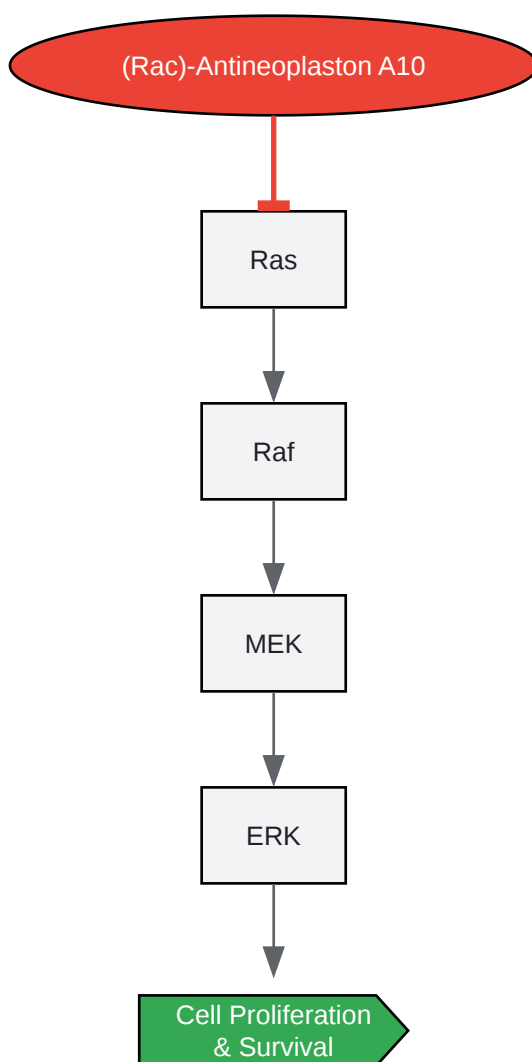 (Rac)-Antineoplaston A10
Ras
Raf
MEK
ERK
Cell Proliferation
& Survival